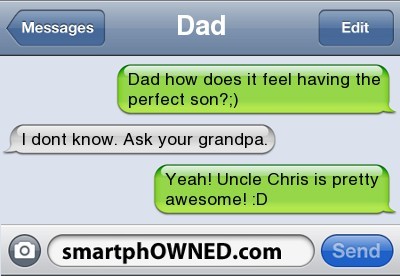 Messages
Dad
Edit
Dad how does it feel having the
perfect son?;)
I dont know. Ask your grandpa.
Yeah! Uncle Chris is pretty
awesome! :D
smartphOWNED.com
Send